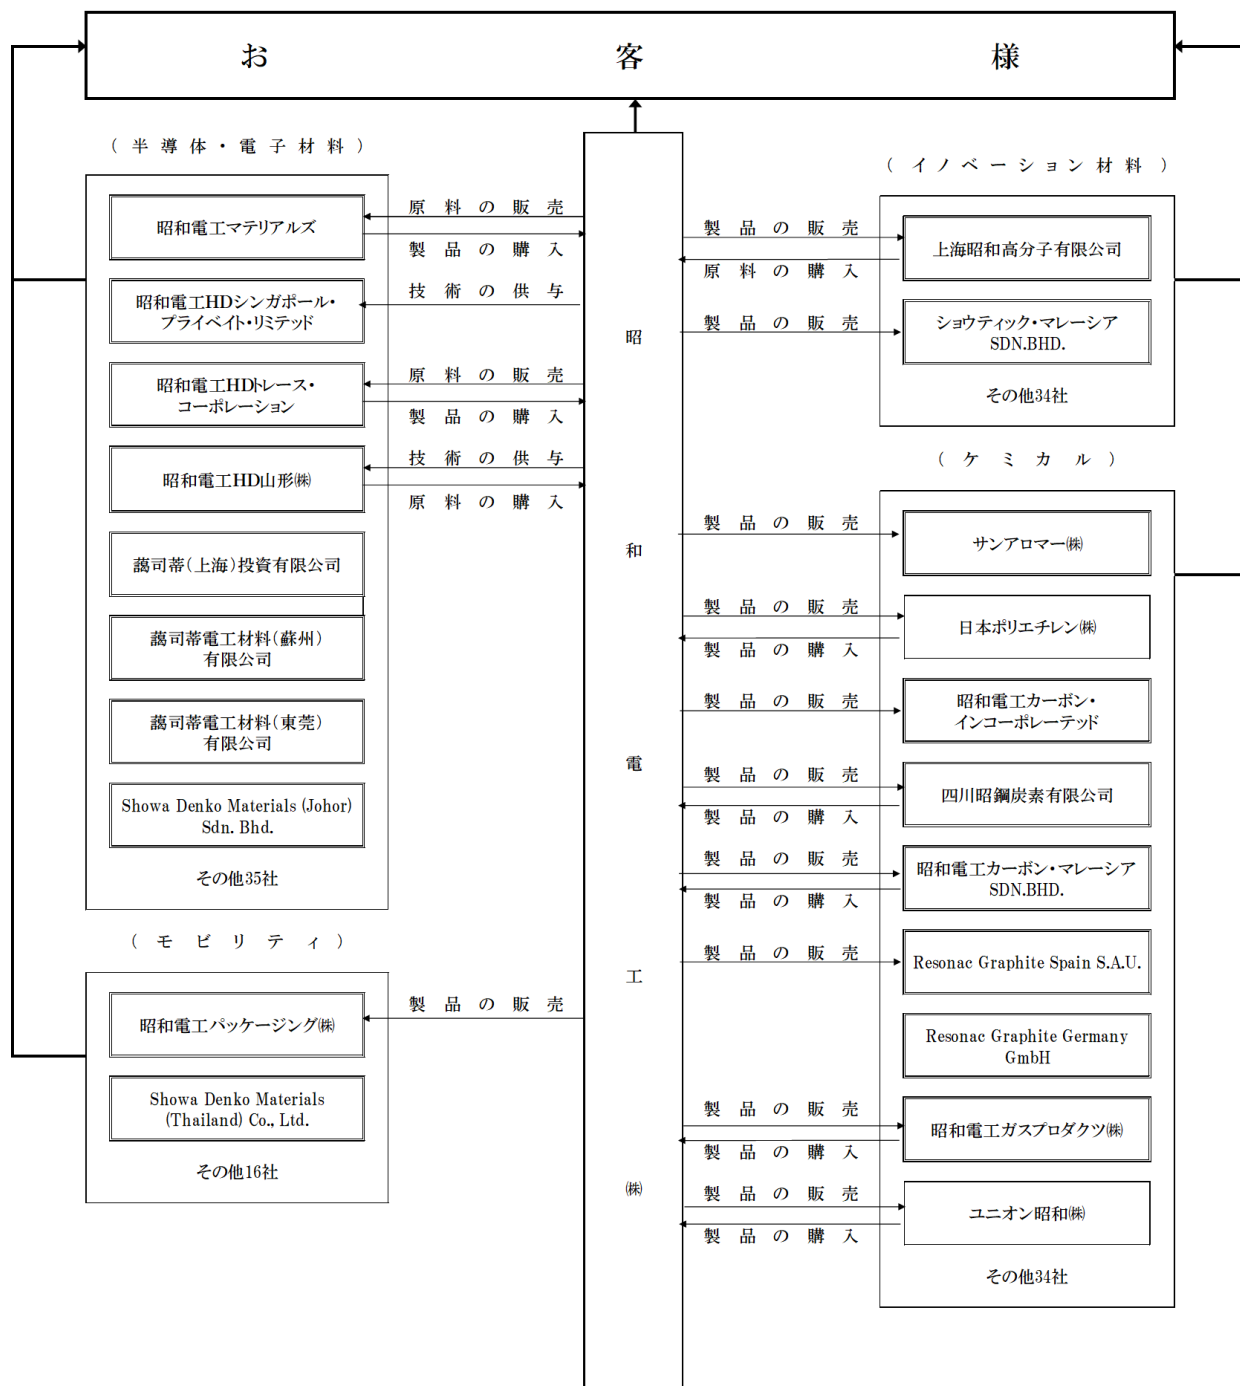 お客様
(半導体・電子材料)
昭和電工マテリアルズ
原料の販売
製品の購入
昭和電工HDシンガポール・
プライベイト・リミテッド
技術の供与
昭和電工HDトレース・
コーポレーション
原料の販売
製品の購入
昭和電工HD山形㈱
技術の供与
原料の購入
藹司蒂(上海)投資有限公司
藹司蒂電工材料(蘇州)
有限公司
藹司蒂電工材料(東莞)
有限公司
Showa Denko Materials (Johor)
Sdn. Bhd.
その他35社
(モビリティ)
昭和電工パッケージング㈱
製品の販売
Showa Denko Materials
(Thailand) Co., Ltd.
その他16社
昭和電工㈱
(イノベーション材料)
製品の販売
原料の購入
上海昭和高分子有限公司
製品の販売
ショウティック・マレーシア
SDN.BHD.
その他34社
(ケミカル)
製品の販売
サンアロマー㈱
製品の販売
製品の購入
日本ポリエチレン㈱
製品の販売
昭和電工カーボン・
インコーポレーテッド
製品の販売
製品の購入
四川昭鋼炭素有限公司
製品の販売
製品の購入
昭和電工カーボン・マレーシア
SDN.BHD.
製品の販売
Resonac Graphite Spain S.A.U.
Resonac Graphite Germany
GmbH
製品の販売
製品の購入
昭和電工ガスプロダクツ㈱
製品の販売
製品の購入
ユニオン昭和㈱
その他34社